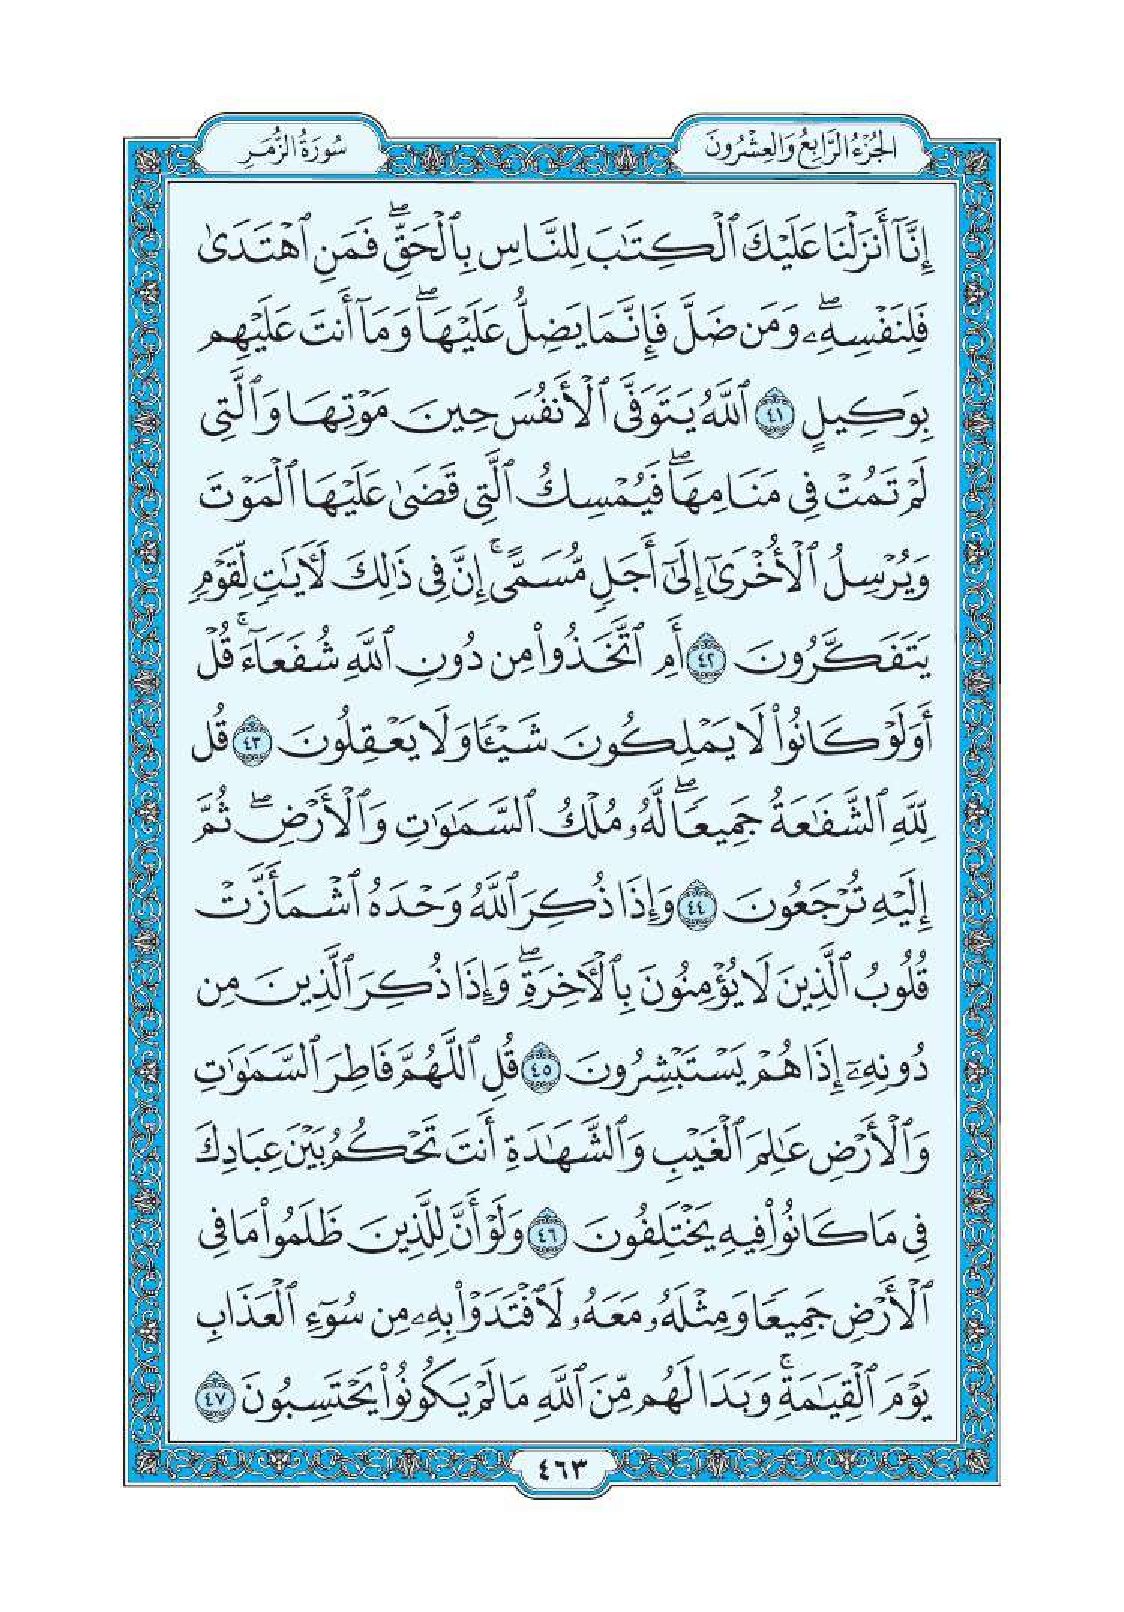 الجزء الرابع والعشرون
سورة الزمر
إِنَّآ أَنزَلْنَا عَلَيْكَ ٱلْكِتَٰبَ لِلنَّاسِ بِٱلْحَقِّ ۖ فَمَنِ ٱهْتَدَىٰ
فَلِنَفْسِهِۦ ۖ وَمَن ضَلَّ فَإِنَّمَا يَضِلُّ عَلَيْهَا ۖ وَمَآ أَنتَ عَلَيْهِم
بِوَكِيلٍ ٤١ ٱللَّهُ يَتَوَفَّى ٱلْأَنفُسَ حِينَ مَوْتِهَا وَٱلَّتِى
لَمْ تَمُتْ فِى مَنَامِهَا ۖ فَيُمْسِكُ ٱلَّتِى قَضَىٰ عَلَيْهَا ٱلْمَوْتَ
وَيُرْسِلُ ٱلْأُخْرَىٰٓ إِلَىٰٓ أَجَلٍ مُّسَمًّى ۚ إِنَّ فِى ذَٰلِكَ لَءَايَٰتٍ لِّقَوْمٍ
يَتَفَكَّرُونَ ٤٢ أَمِ ٱتَّخَذُوا۟ مِن دُونِ ٱللَّهِ شُفَعَآءَ ۚ قُلْ
أَوَلَوْ كَانُوا۟ لَا يَمْلِكُونَ شَيْـًٔا وَلَا يَعْقِلُونَ ٤٣ قُل
لِّلَّهِ ٱلشَّفَٰعَةُ جَمِيعًا ۖ لَّهُۥ مُلْكُ ٱلسَّمَٰوَٰتِ وَٱلْأَرْضِ ۖ ثُمَّ
إِلَيْهِ تُرْجَعُونَ ٤٤ وَإِذَا ذُكِرَ ٱللَّهُ وَحْدَهُ ٱشْمَأَزَّتْ
قُلُوبُ ٱلَّذِينَ لَا يُؤْمِنُونَ بِٱلْءَاخِرَةِ ۖ وَإِذَا ذُكِرَ ٱلَّذِينَ مِن
دُونِهِۦٓ إِذَا هُمْ يَسْتَبْشِرُونَ ٤٥ قُلِ ٱللَّهُمَّ فَاطِرَ ٱلسَّمَٰوَٰتِ
وَٱلْأَرْضِ عَٰلِمَ ٱلْغَيْبِ وَٱلشَّهَٰدَةِ أَنتَ تَحْكُمُ بَيْنَ عِبَادِكَ
فِى مَا كَانُوا۟ فِيهِ يَخْتَلِفُونَ ٤٦ وَلَوْ أَنَّ لِلَّذِينَ ظَلَمُوا۟ مَا فِى
ٱلْأَرْضِ جَمِيعًا وَمِثْلَهُۥ مَعَهُۥ لَٱفْتَدَوْا۟ بِهِۦ مِن سُوٓءِ ٱلْعَذَابِ
يَوْمَ ٱلْقِيَٰمَةِ ۚ وَبَدَا لَهُم مِّنَ ٱللَّهِ مَا لَمْ يَكُونُوا۟ يَحْتَسِبُونَ ٤٧
٤٦٣